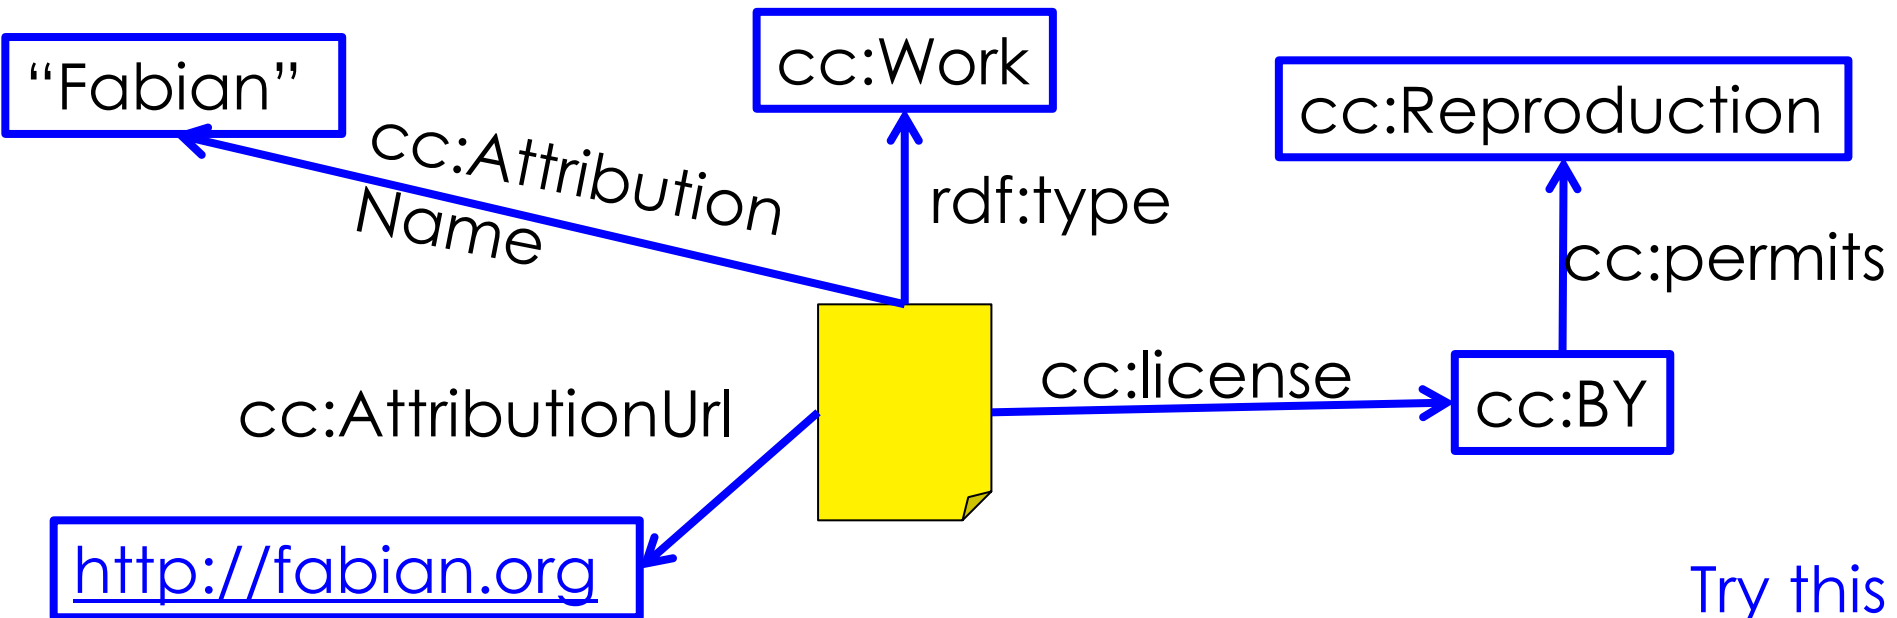 “Fabian”
cc:Work
cc:Reproduction
cc:Attribution
Name
rdf:type
cc:permits
cc:AttributionUrl
cc:license
cc:BY
http://fabian.org
Try this